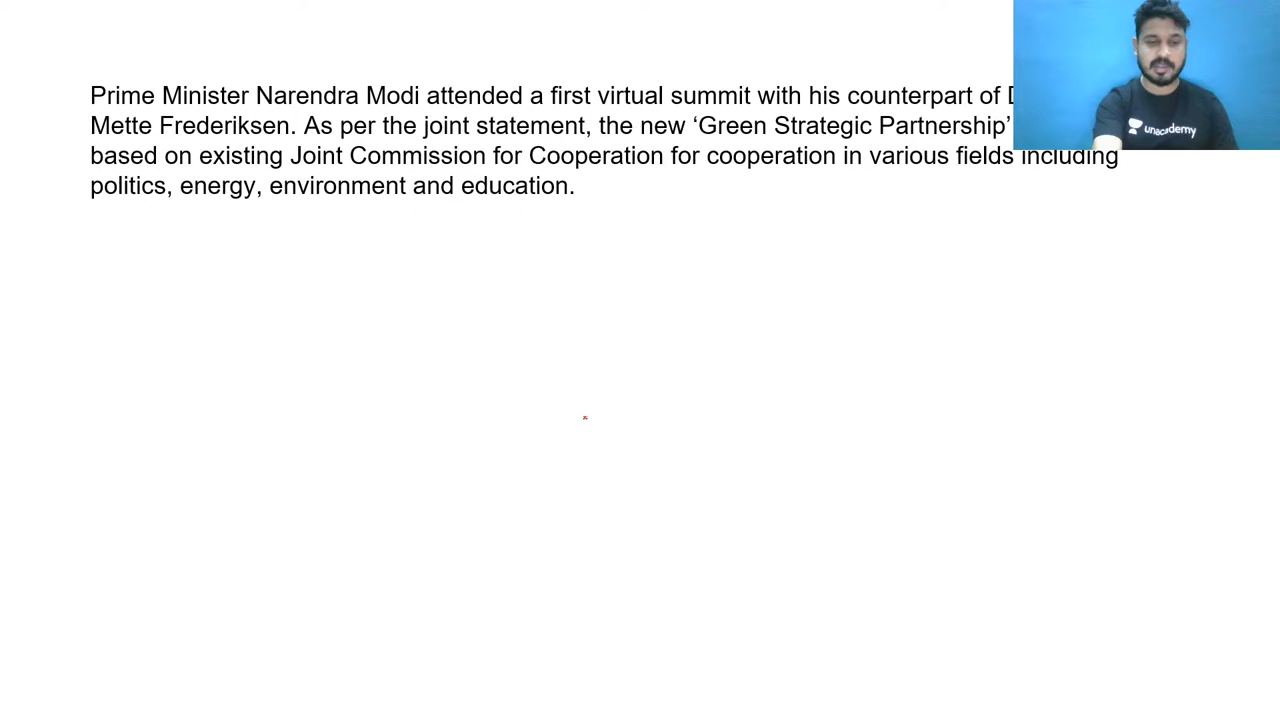 Prime Minister Narendra Modi attended a first virtual summit with his counterpart of
Mette Frederiksen. As per the joint statement, the new ‘Green Strategic Partnership’
based on existing Joint Commission for Cooperation for cooperation in various fields including
politics, energy, environment and education.
unacademy